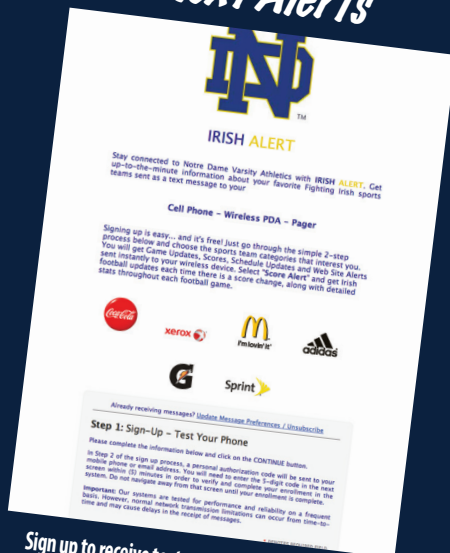 Text Alerts
ND
TM
IRISH ALERT
Stay connected to Notre Dame Varsity Athletics with IRISH ALERT. Get
up-to-the-minute information about your favorite Fighting Irish sports
teams sent as a text message to your
Cell Phone - Wireless PDA - Pager
Signing up is easy... and it's free! Just go through the simple 2-step
process below and choose the sports team categories that interest you.
You will get Game Updates, Scores, Schedule Updates and Web Site Alerts
sent instantly to your wireless device. Select "Score Alert" and get Irish
football updates each time there is a score change, along with detailed
stats throughout each football game.
Coca-Cola
xerox
M
i'm lovin' it
adidas
G
Sprint
Already receiving messages? Update Message Preferences / Unsubscribe
Step 1: Sign-Up - Test Your Phone
Please complete the information below and click on the CONTINUE button.
In Step 2 of the sign up process, a personal authorization code will be sent to your
mobile phone or email address. You will need to enter the 5-digit code in the next
screen within (5) minutes in order to verify and complete your enrollment in the
system. Do not navigate away from that screen until your enrollment is complete.
Important: Our systems are tested for performance and reliability on a frequent
basis. However, normal network transmission limitations can occur from time-to-
time and may cause delays in the receipt of messages.
Sign up to receive